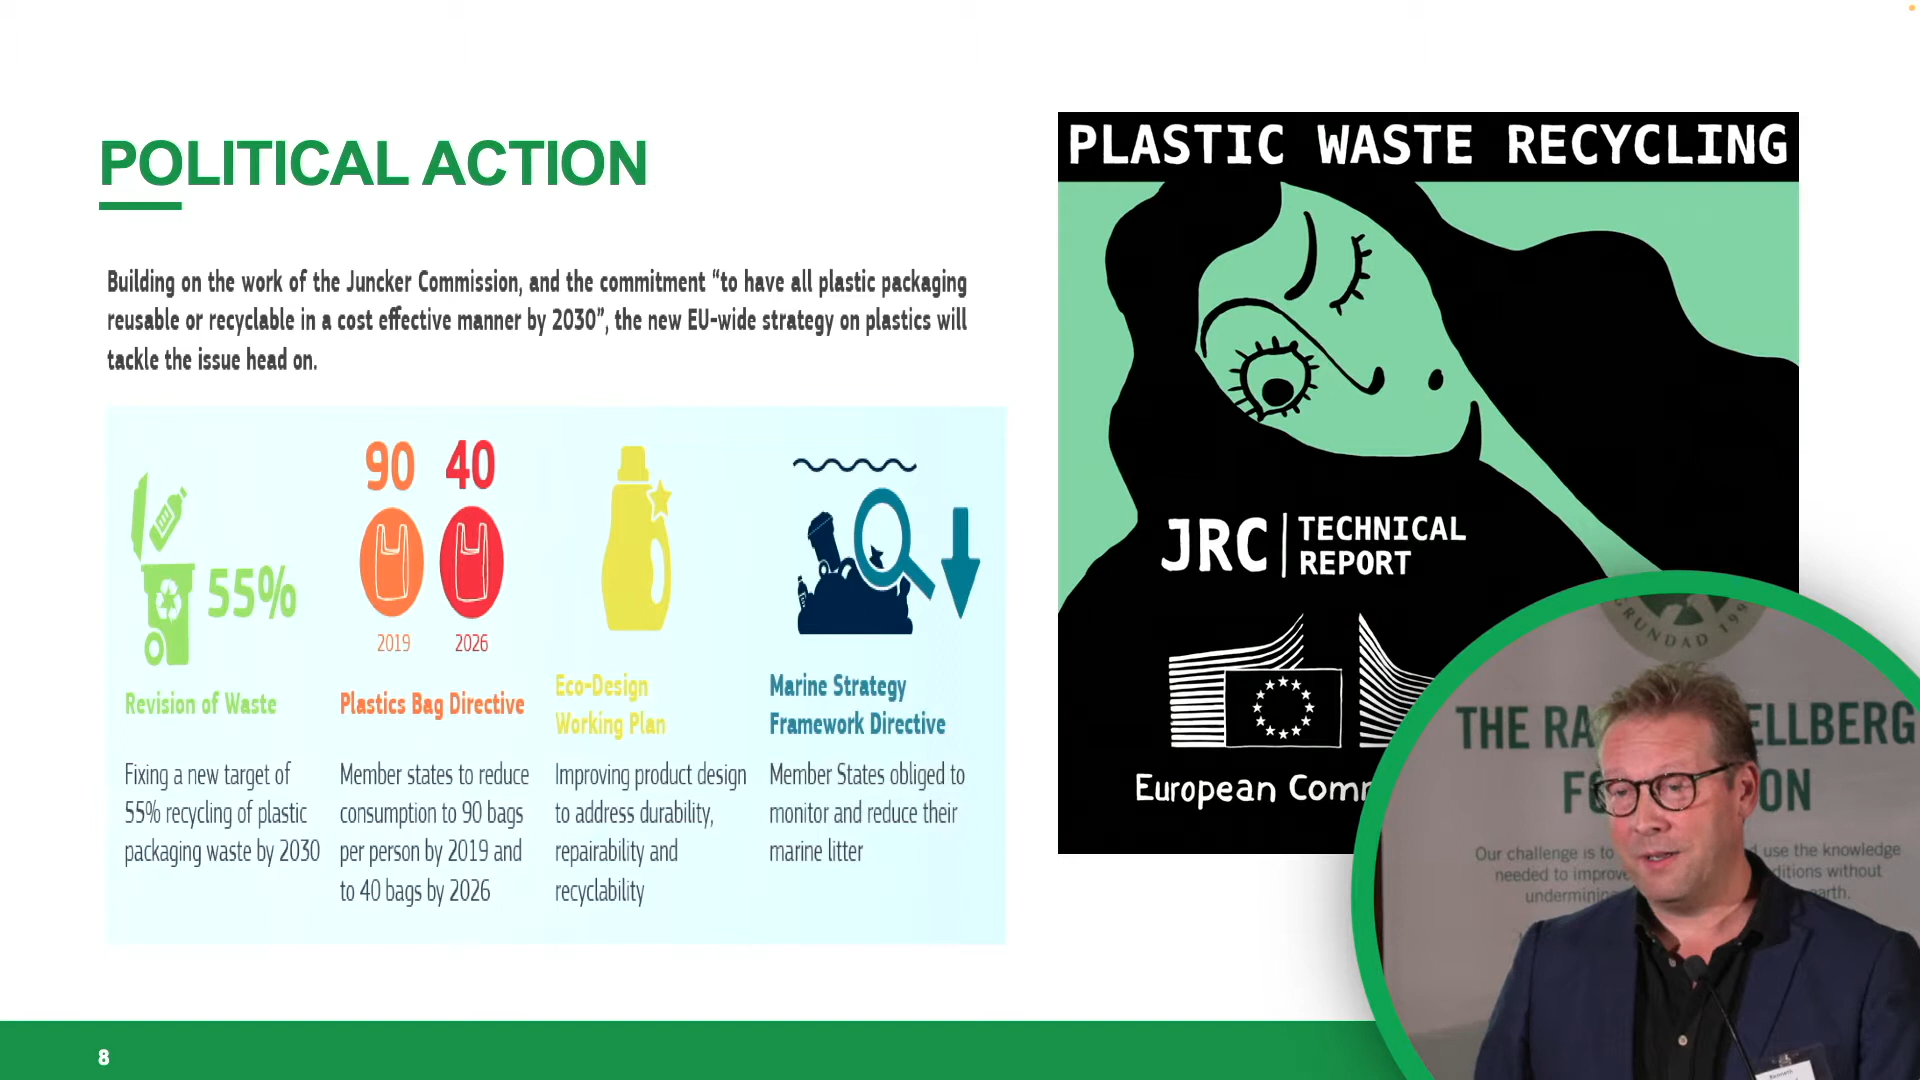 POLITICAL ACTION
Building on the work of the Juncker Commission, and the commitment “to have all plastic packaging
reusable or recyclable in a cost effective manner by 2030”, the new EU-wide strategy on plastics will
tackle the issue head on.
90 40
55%
2019 2026
Revision of Waste
Fixing a new target of
55% recycling of plastic
packaging waste by 2030
Plastics Bag Directive
Member states to reduce
consumption to 90 bags
per person by 2019 and
to 40 bags by 2026
Eco-Design
Working Plan
Improving product design
to address durability,
repairability and
recyclability
Marine Strategy
Framework Directive
Member States obliged to
monitor and reduce their
marine litter
PLASTIC WASTE RECYCLING
JRC TECHNICAL
REPORT
European Comm
GRUNDAD 199
THE RA ELLBERG
FO ON
Our challenge is to d use the knowledge
needed to improve ditions without
undermining earth.
Kenneth
8